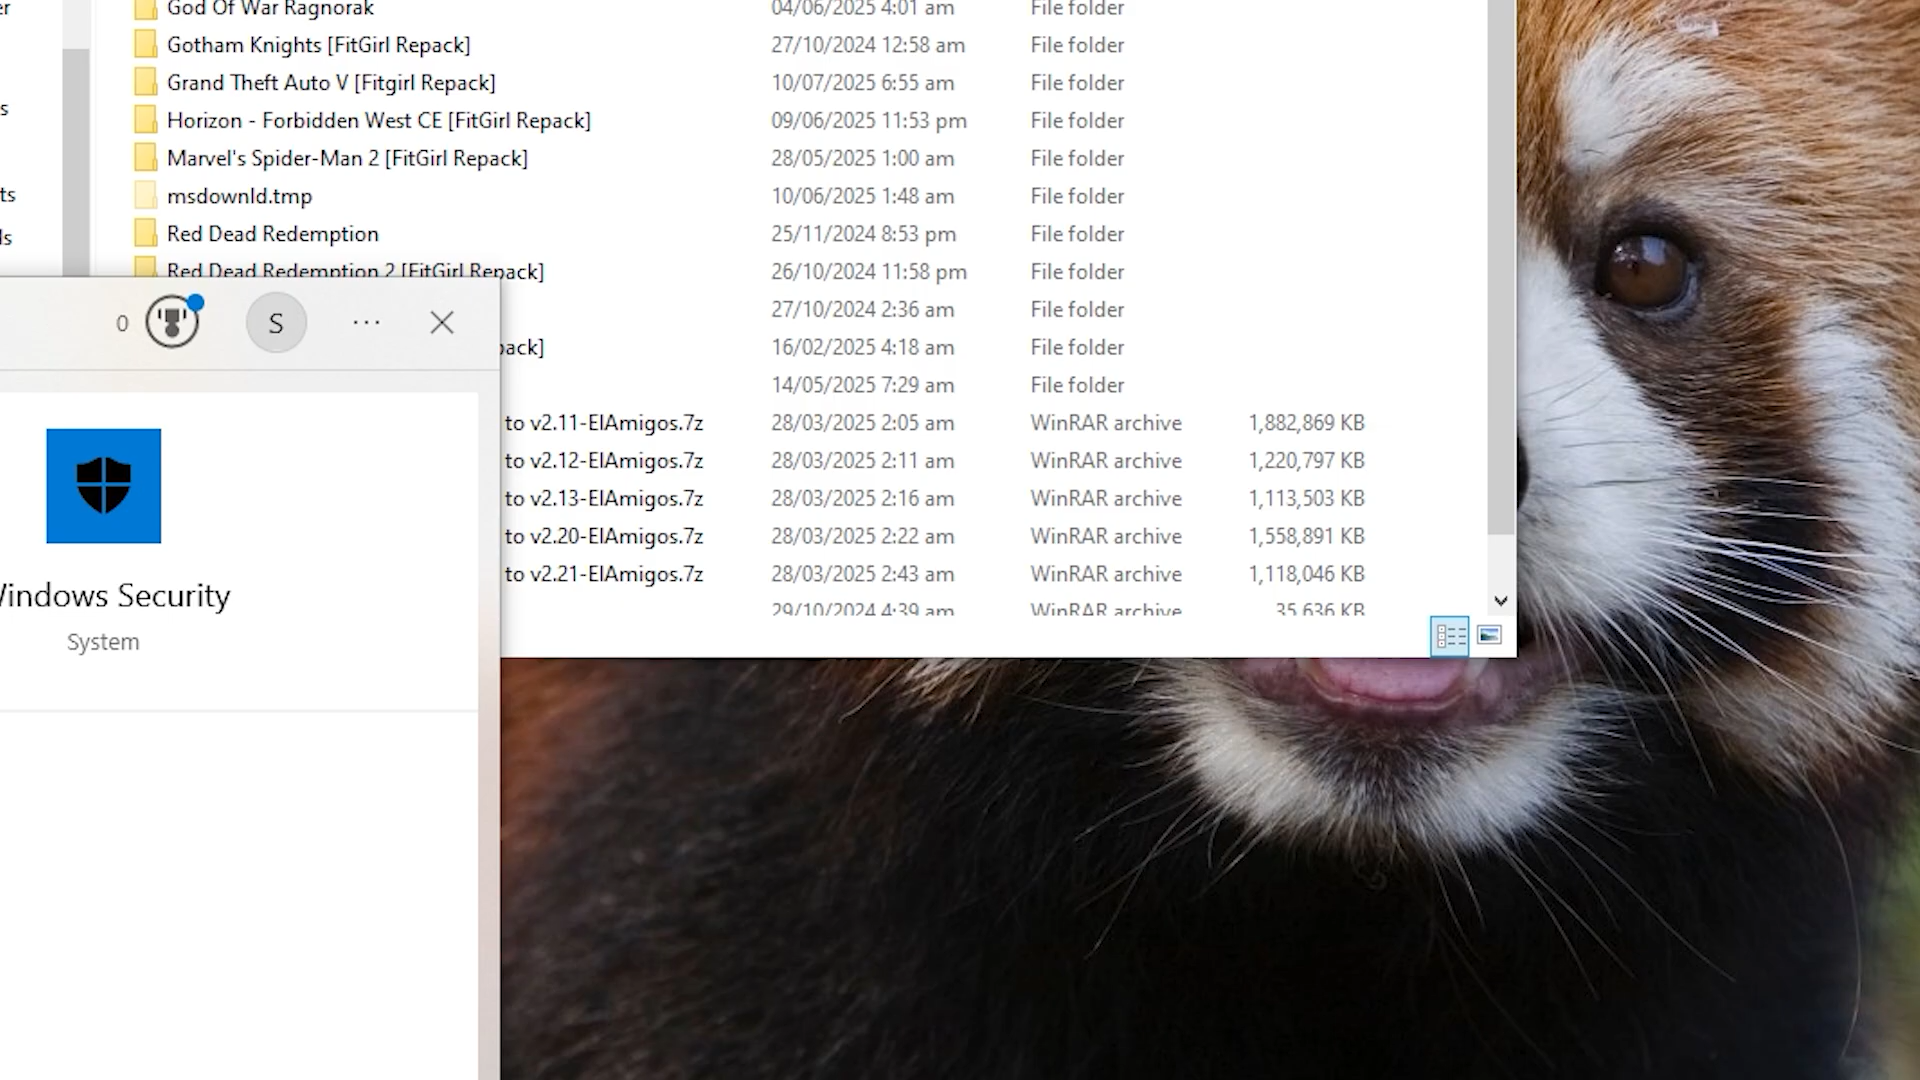 God Of War Ragnorak 04/06/2025 4:01 am File folder
Gotham Knights [FitGirl Repack] 27/10/2024 12:58 am File folder
Grand Theft Auto V [Fitgirl Repack] 10/07/2025 6:55 am File folder
Horizon - Forbidden West CE [FitGirl Repack] 09/06/2025 11:53 pm File folder
Marvel's Spider-Man 2 [FitGirl Repack] 28/05/2025 1:00 am File folder
msdownld.tmp 10/06/2025 1:48 am File folder
Red Dead Redemption 25/11/2024 8:53 pm File folder
Red Dead Redemption 2 [FitGirl Repack] 26/10/2024 11:58 pm File folder
27/10/2024 2:36 am File folder
pack] 16/02/2025 4:18 am File folder
14/05/2025 7:29 am File folder
to v2.11-ElAmigos.7z 28/03/2025 2:05 am WinRAR archive 1,882,869 KB
to v2.12-ElAmigos.7z 28/03/2025 2:11 am WinRAR archive 1,220,797 KB
to v2.13-ElAmigos.7z 28/03/2025 2:16 am WinRAR archive 1,113,503 KB
to v2.20-ElAmigos.7z 28/03/2025 2:22 am WinRAR archive 1,558,891 KB
to v2.21-ElAmigos.7z 28/03/2025 2:43 am WinRAR archive 1,118,046 KB
29/10/2024 4:39 am WinRAR archive 35,636 KB
0 S ...
Windows Security
System